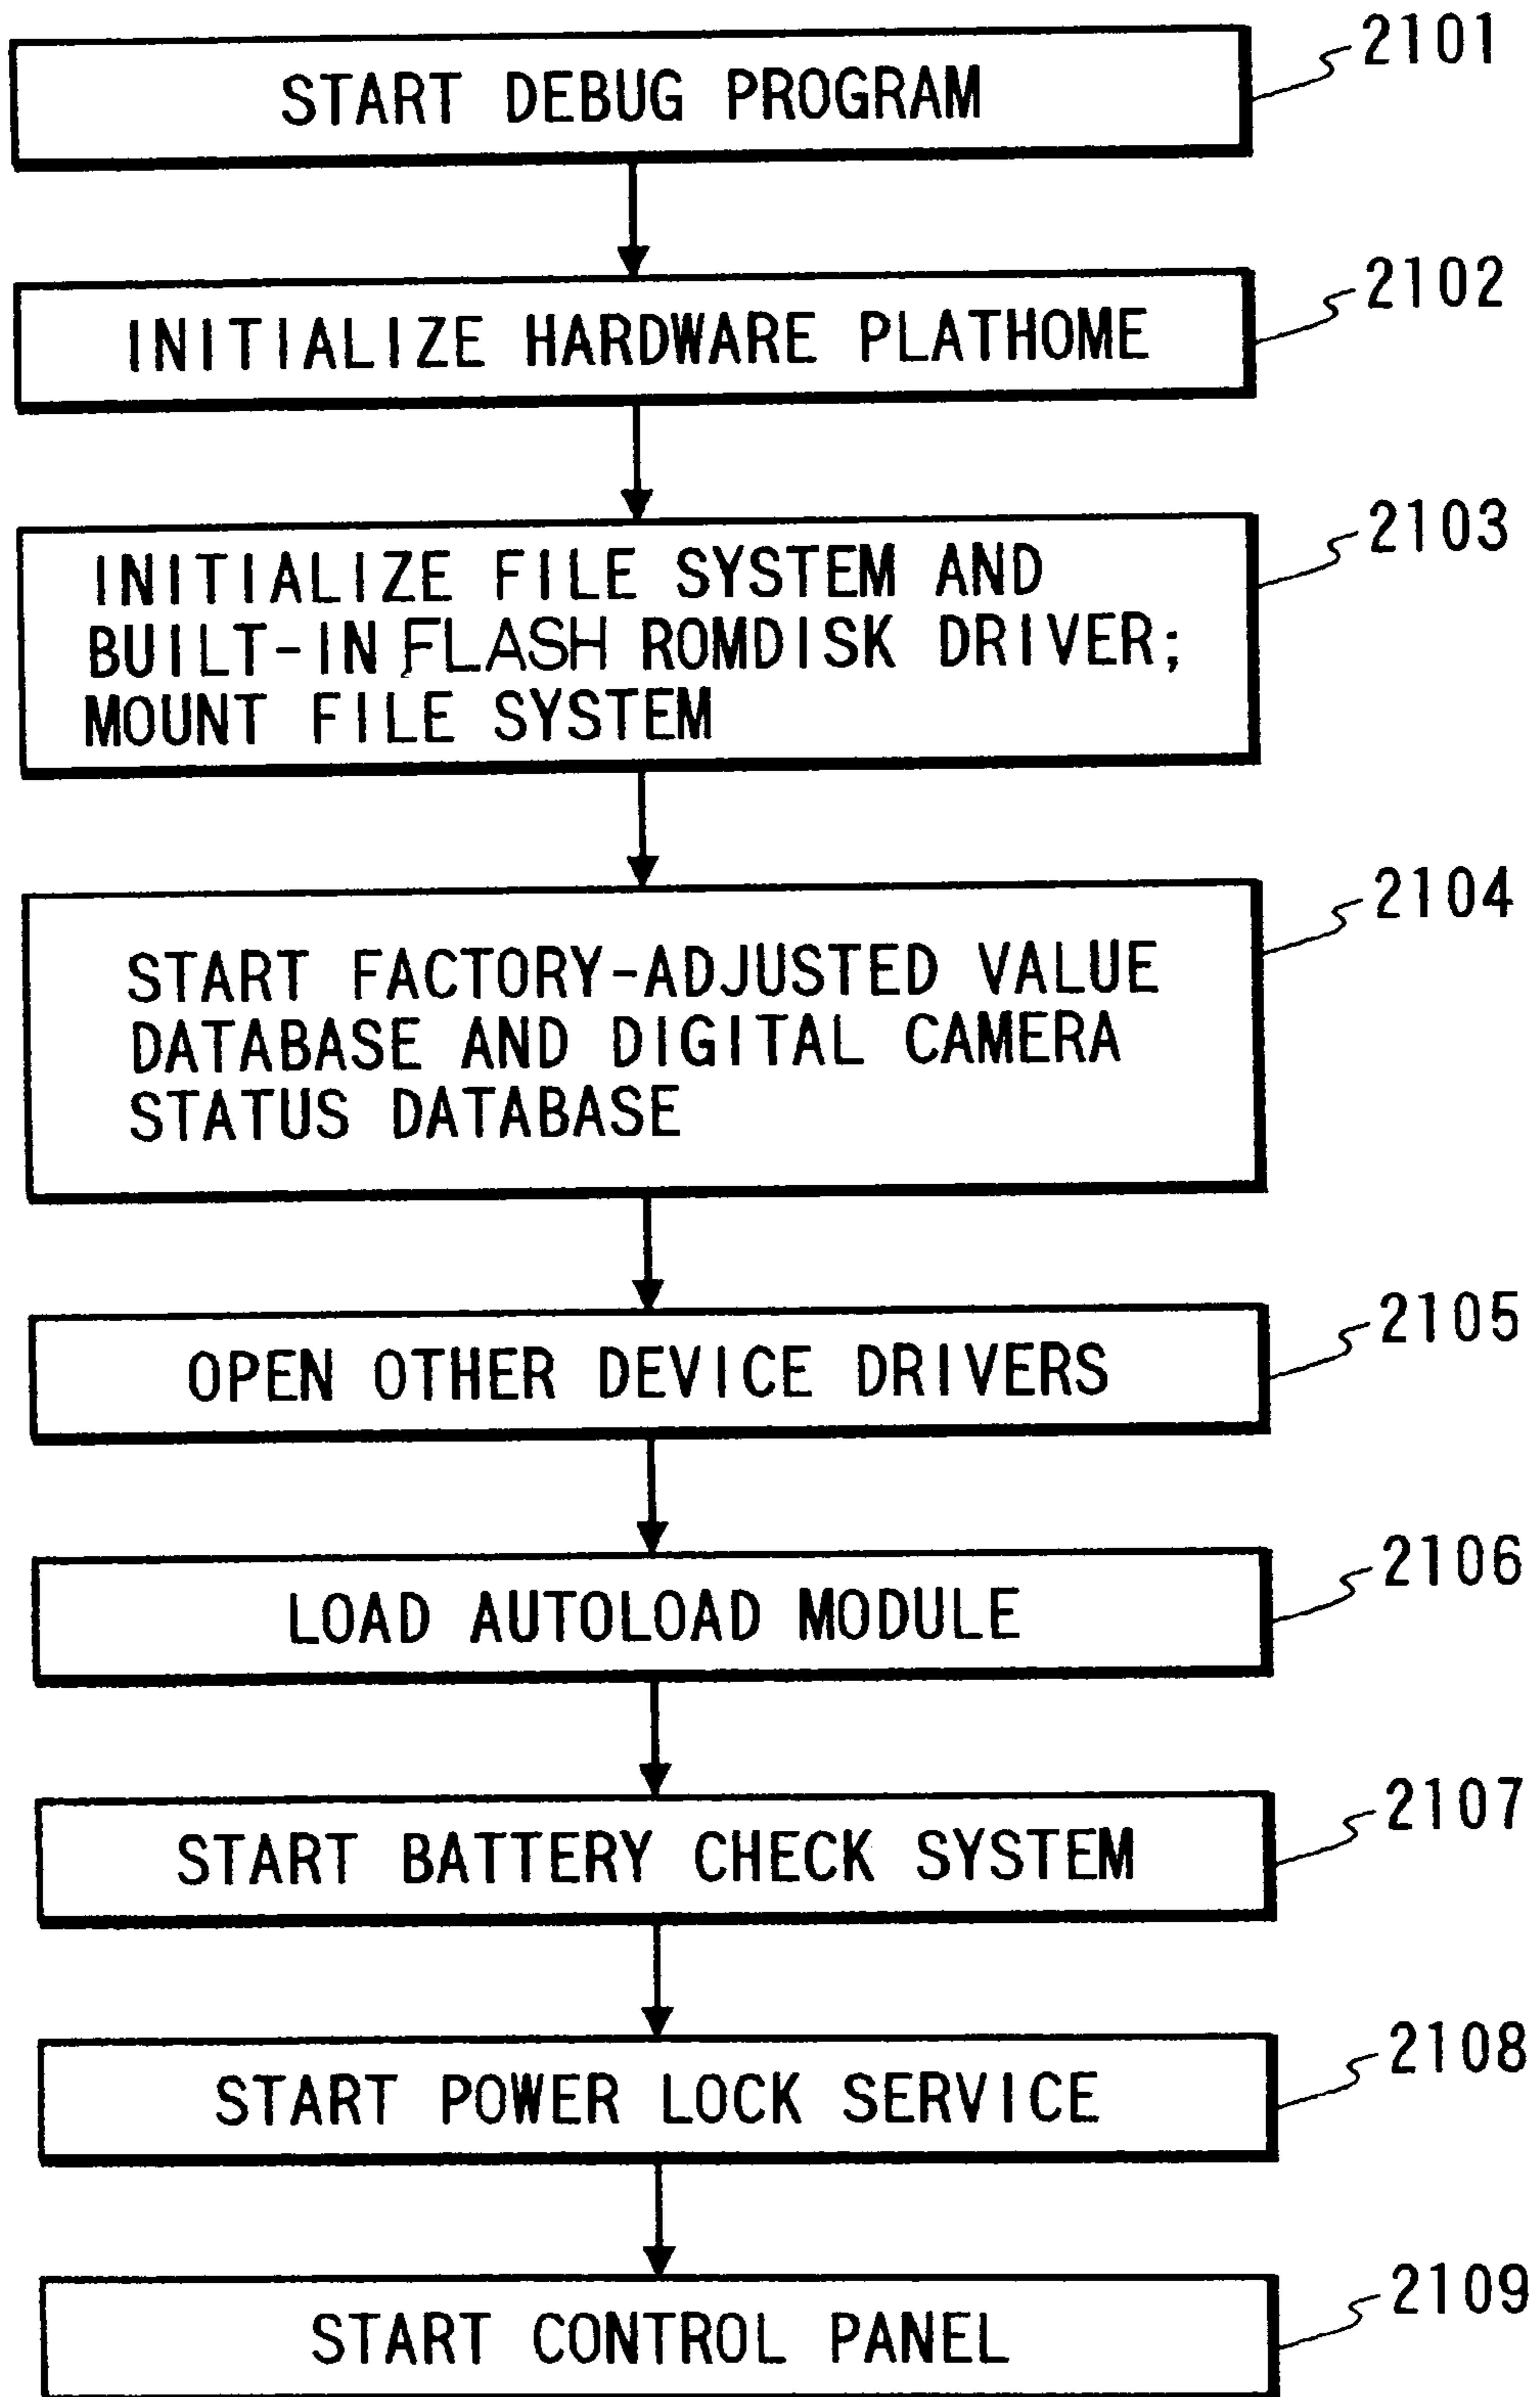 2101
START DEBUG PROGRAM
2102
INITIALIZE HARDWARE PLATHOME
2103
INITIALIZE FILE SYSTEM AND
BUILT-IN FLASH ROMDISK DRIVER;
MOUNT FILE SYSTEM
2104
START FACTORY-ADJUSTED VALUE
DATABASE AND DIGITAL CAMERA
STATUS DATABASE
2105
OPEN OTHER DEVICE DRIVERS
2106
LOAD AUTOLOAD MODULE
2107
START BATTERY CHECK SYSTEM
2108
START POWER LOCK SERVICE
2109
START CONTROL PANEL